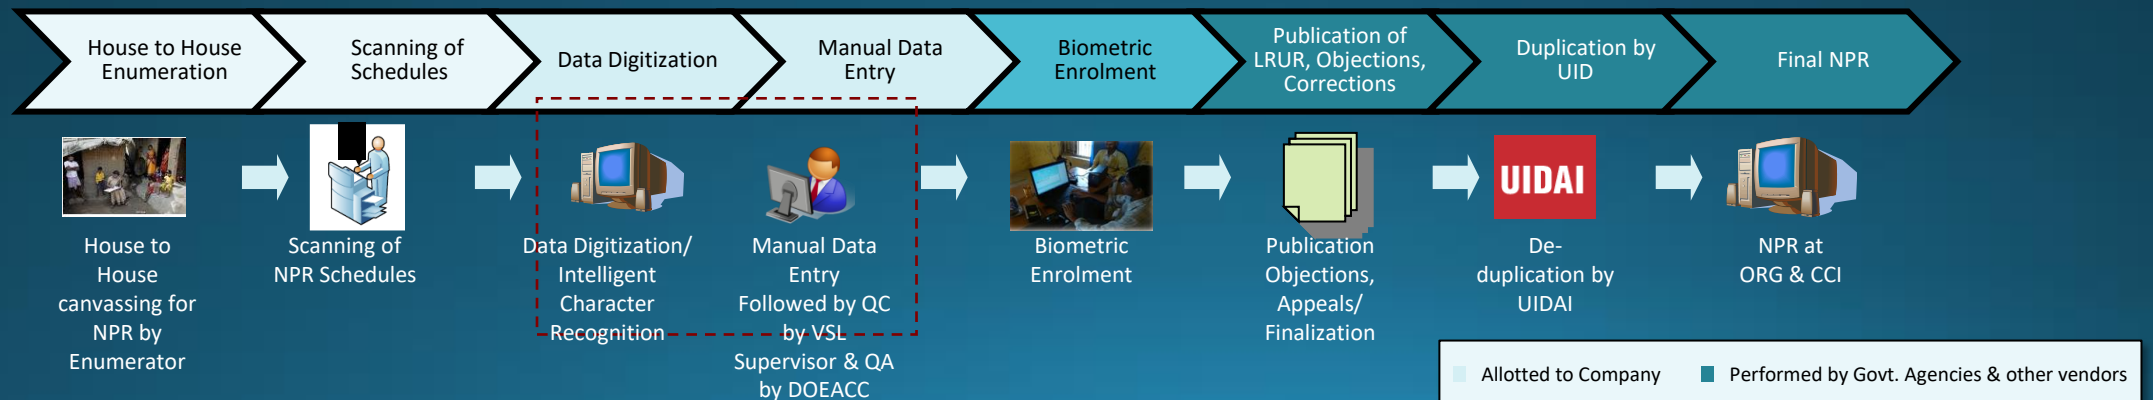 House to House
Enumeration
Scanning of
Schedules
Data Digitization
Manual Data
Entry
Biometric
Enrolment
Publication of
LRUR, Objections,
Corrections
Duplication by
UID
Final NPR
House to
House
canvassing for
NPR by
Enumerator
Scanning of
NPR Schedules
Data Digitization/
Intelligent
Character
Recognition
Manual Data
Entry
Followed by QC
by VSL
Supervisor & QA
by DOEACC
Biometric
Enrolment
Publication
Objections,
Appeals/
Finalization
UIDAI
De-
duplication by
UIDAI
NPR at
ORG & CCI
Allotted to Company
Performed by Govt. Agencies & other vendors